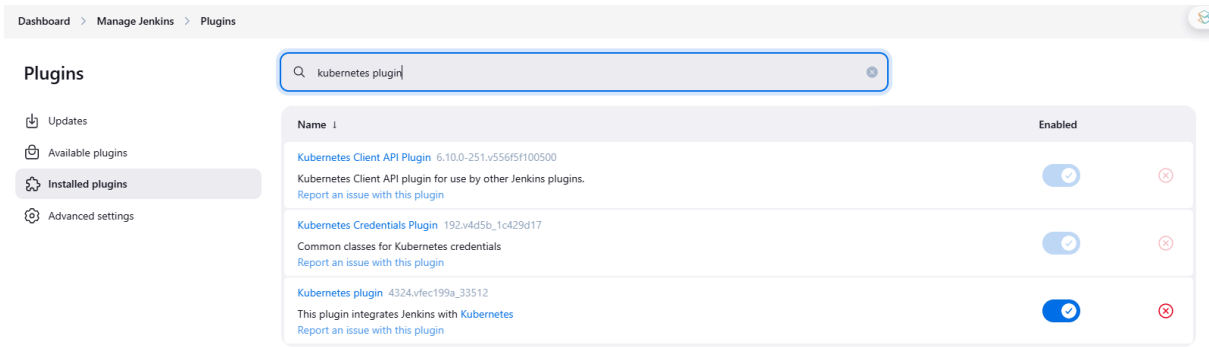 Dashboard > Manage Jenkins > Plugins
Plugins
kubernetes plugin
Updates
Available plugins
Installed plugins
Advanced settings
Name ↓ Enabled
Kubernetes Client API Plugin 6.10.0-251.v556f5f100500
Kubernetes Client API plugin for use by other Jenkins plugins.
Report an issue with this plugin
Kubernetes Credentials Plugin 192.v4d5b_1c429d17
Common classes for Kubernetes credentials
Report an issue with this plugin
Kubernetes plugin 4324.vfec199a_33512
This plugin integrates Jenkins with Kubernetes
Report an issue with this plugin